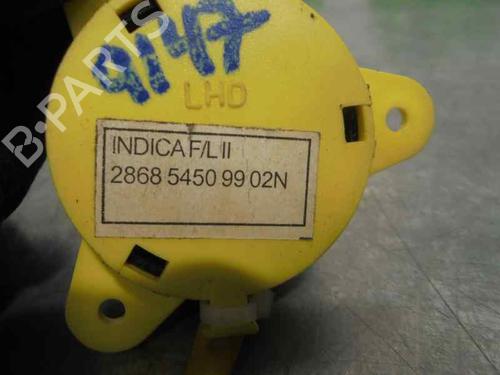 9147
LHD
INDICA F/L II
2868 5450 99 02N
B-PARTS